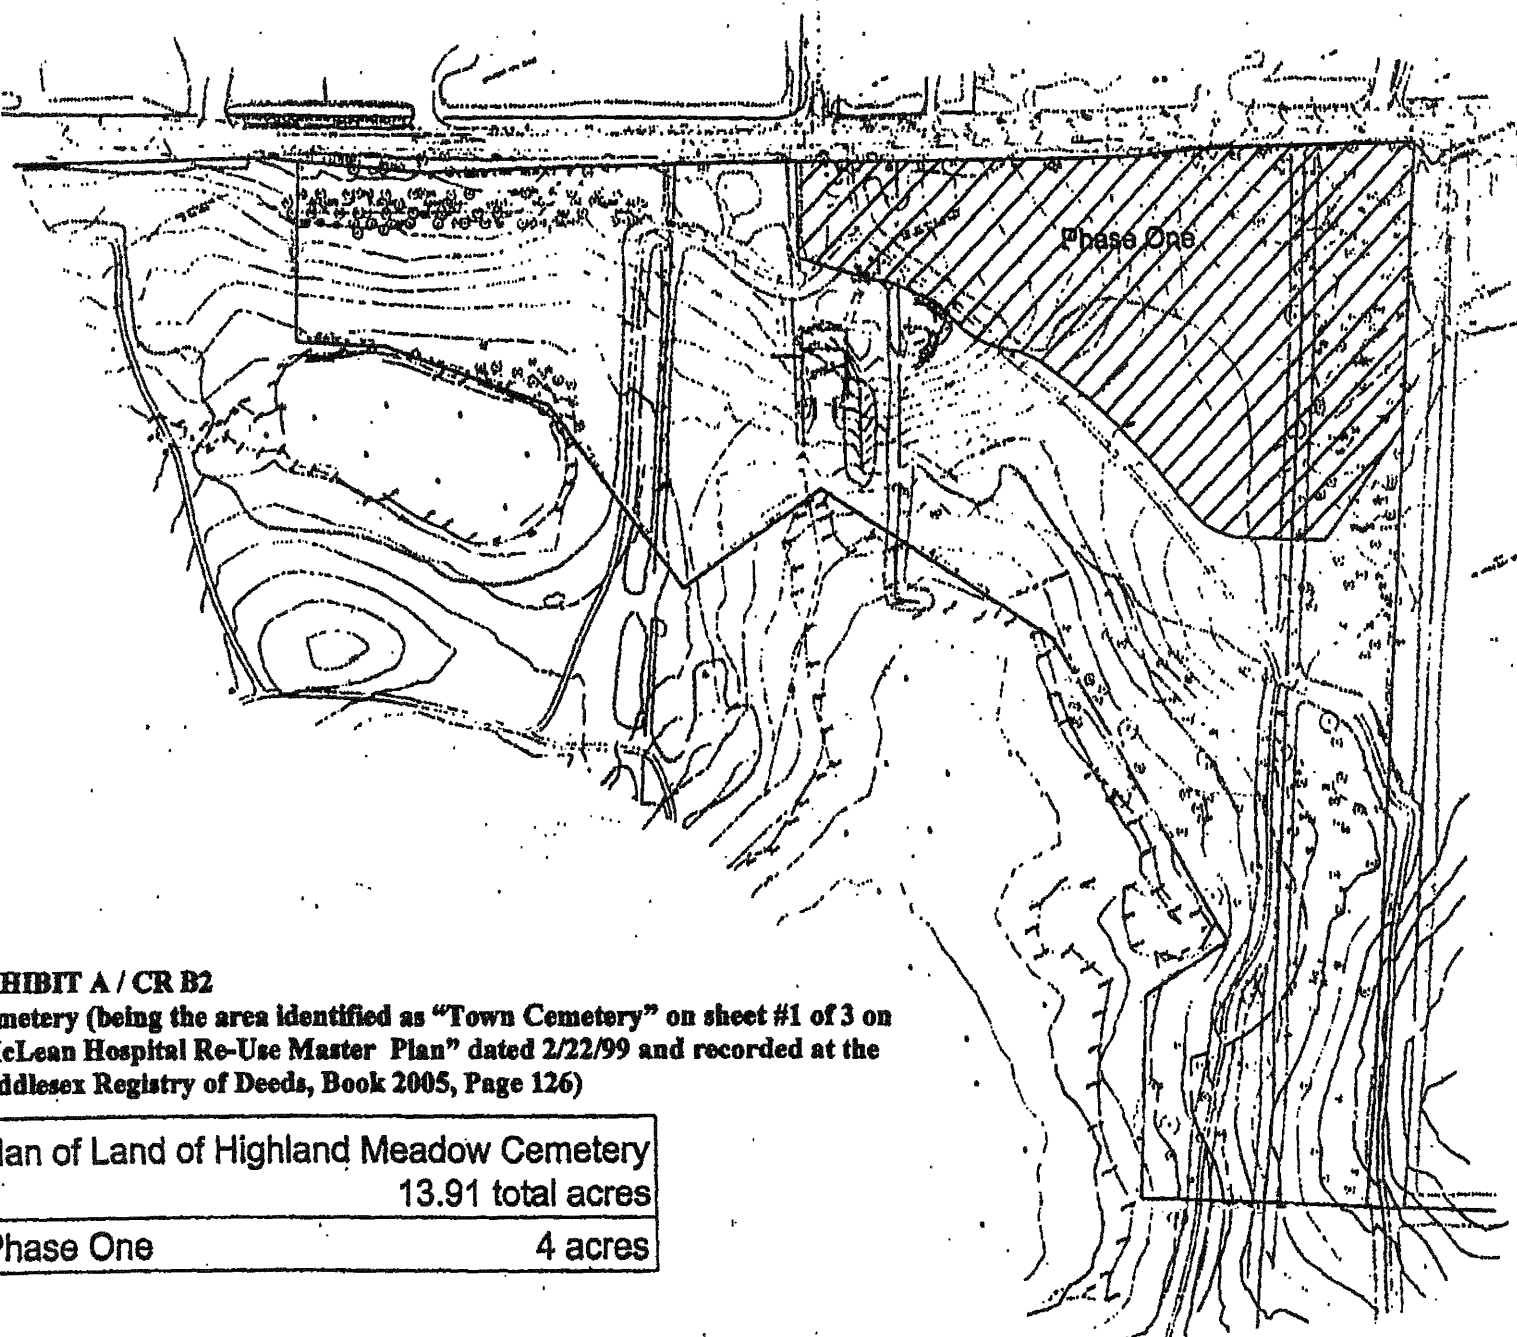 Phase One
HIBIT A / CR B2
metery (being the area identified as “Town Cemetery” on sheet #1 of 3 on
cLean Hospital Re-Use Master Plan” dated 2/22/99 and recorded at the
ddlesex Registry of Deeds, Book 2005, Page 126)
lan of Land of Highland Meadow Cemetery
13.91 total acres
Phase One 4 acres